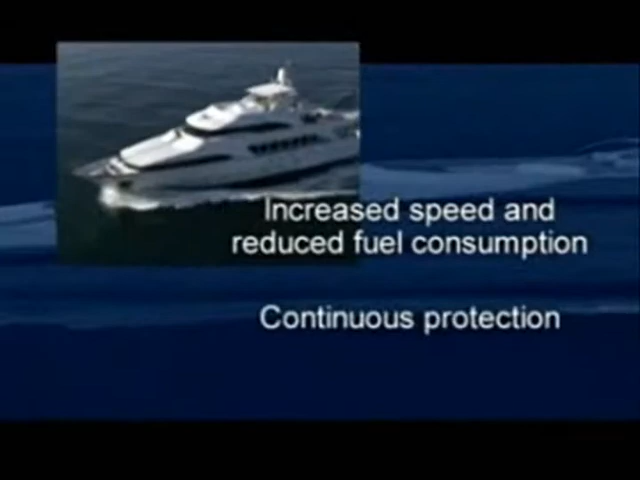 Increased speed and
reduced fuel consumption
Continuous protection